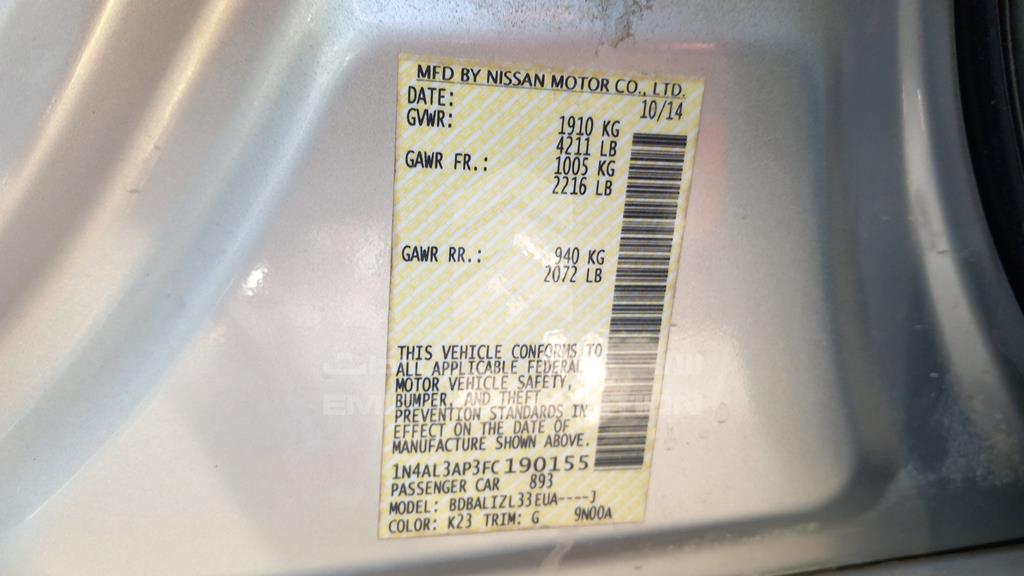 MFD BY NISSAN MOTOR CO., LTD.
DATE: 10/14
GVWR: 1910 KG
4211 LB
GAWR FR.: 1005 KG
2216 LB
GAWR RR.: 940 KG
2072 LB
THIS VEHICLE CONFORMS TO
ALL APPLICABLE FEDERAL
MOTOR VEHICLE SAFETY,
BUMPER, AND THEFT
PREVENTION STANDARDS IN
EFFECT ON THE DATE OF
MANUFACTURE SHOWN ABOVE.
1N4AL3AP3FC190155
PASSENGER CAR 893
MODEL: BDBALIZL33EUA----J
COLOR: K23 TRIM: G 9N00A